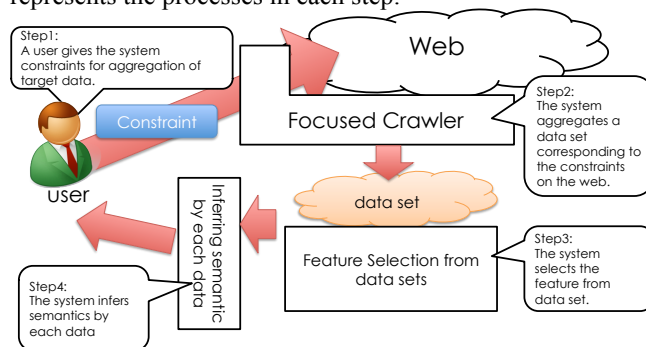 represents the processes in each step.
Step1:
A user gives the system
constraints for aggregation of
target data.
Web
Constraint
Focused Crawler
Step2:
The system
aggregates a
data set
corresponding to
the constraints
on the web.
user
data set
Inferring semantic
by each data
Feature Selection from
data sets
Step3:
The system
selects the
feature from
data set.
Step4:
The system infers
semantics by
each data